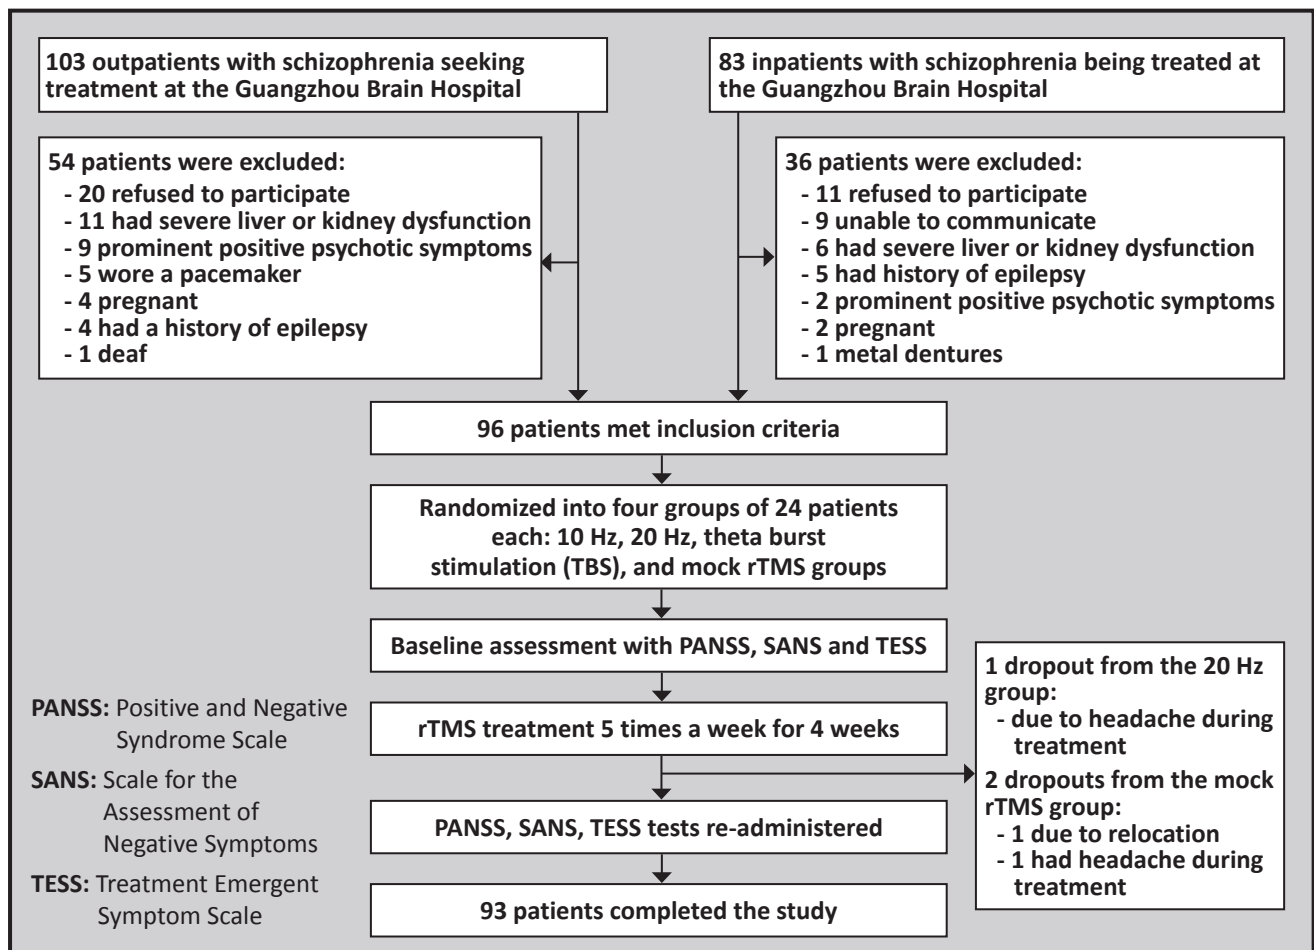 103 outpatients with schizophrenia seeking
treatment at the Guangzhou Brain Hospital
83 inpatients with schizophrenia being treated at
the Guangzhou Brain Hospital
54 patients were excluded:
- 20 refused to participate
- 11 had severe liver or kidney dysfunction
- 9 prominent positive psychotic symptoms
- 5 wore a pacemaker
- 4 pregnant
- 4 had a history of epilepsy
- 1 deaf
36 patients were excluded:
- 11 refused to participate
- 9 unable to communicate
- 6 had severe liver or kidney dysfunction
- 5 had history of epilepsy
- 2 prominent positive psychotic symptoms
- 2 pregnant
- 1 metal dentures
96 patients met inclusion criteria
Randomized into four groups of 24 patients
each: 10 Hz, 20 Hz, theta burst
stimulation (TBS), and mock rTMS groups
Baseline assessment with PANSS, SANS and TESS
rTMS treatment 5 times a week for 4 weeks
1 dropout from the 20 Hz
group:
- due to headache during
treatment
2 dropouts from the mock
rTMS group:
- 1 due to relocation
- 1 had headache during
treatment
PANSS, SANS, TESS tests re-administered
93 patients completed the study
PANSS: Positive and Negative
Syndrome Scale
SANS: Scale for the
Assessment of
Negative Symptoms
TESS: Treatment Emergent
Symptom Scale